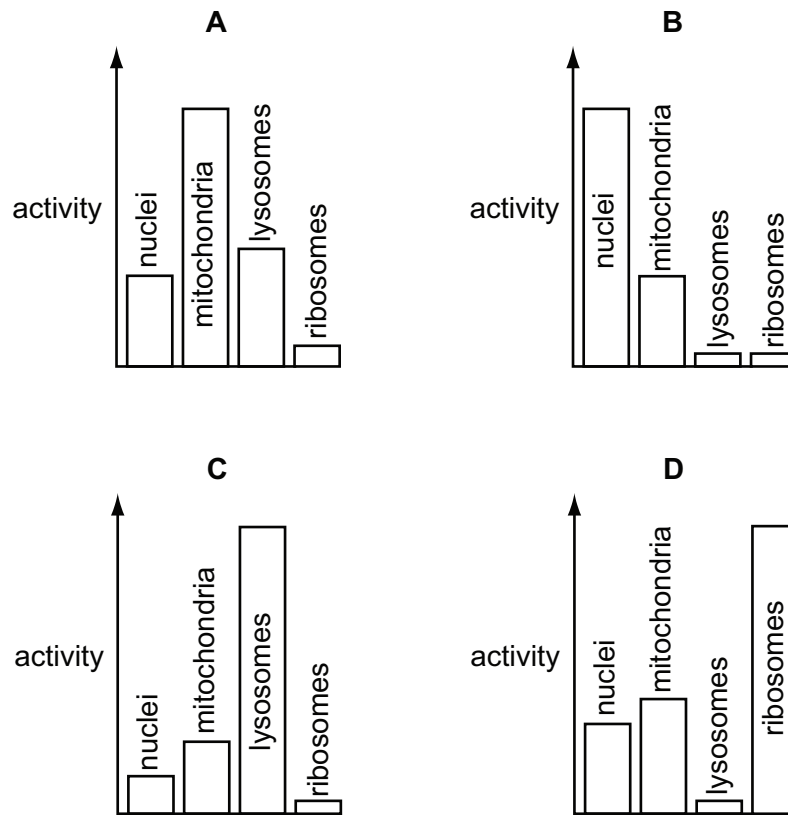 A
activity
nuclei
mitochondria
lysosomes
ribosomes
B
activity
nuclei
mitochondria
lysosomes
ribosomes
C
activity
nuclei
mitochondria
lysosomes
ribosomes
D
activity
nuclei
mitochondria
lysosomes
ribosomes